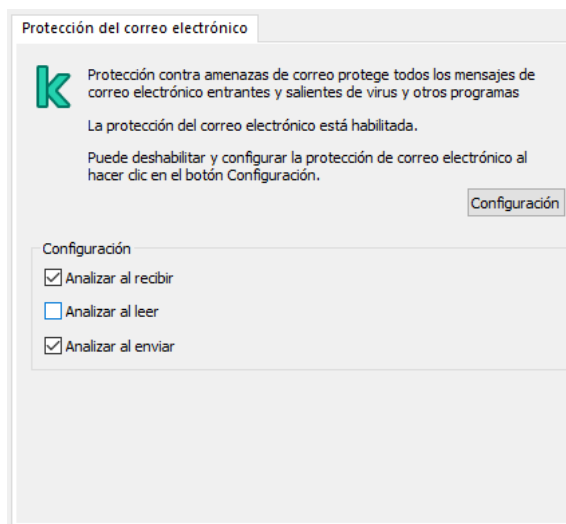 Protección del correo electrónico
Protección contra amenazas de correo protege todos los mensajes de
correo electrónico entrantes y salientes de virus y otros programas
La protección del correo electrónico está habilitada.
Puede deshabilitar y configurar la protección de correo electrónico al
hacer clic en el botón Configuración.
Configuración
Configuración
Analizar al recibir
Analizar al leer
Analizar al enviar